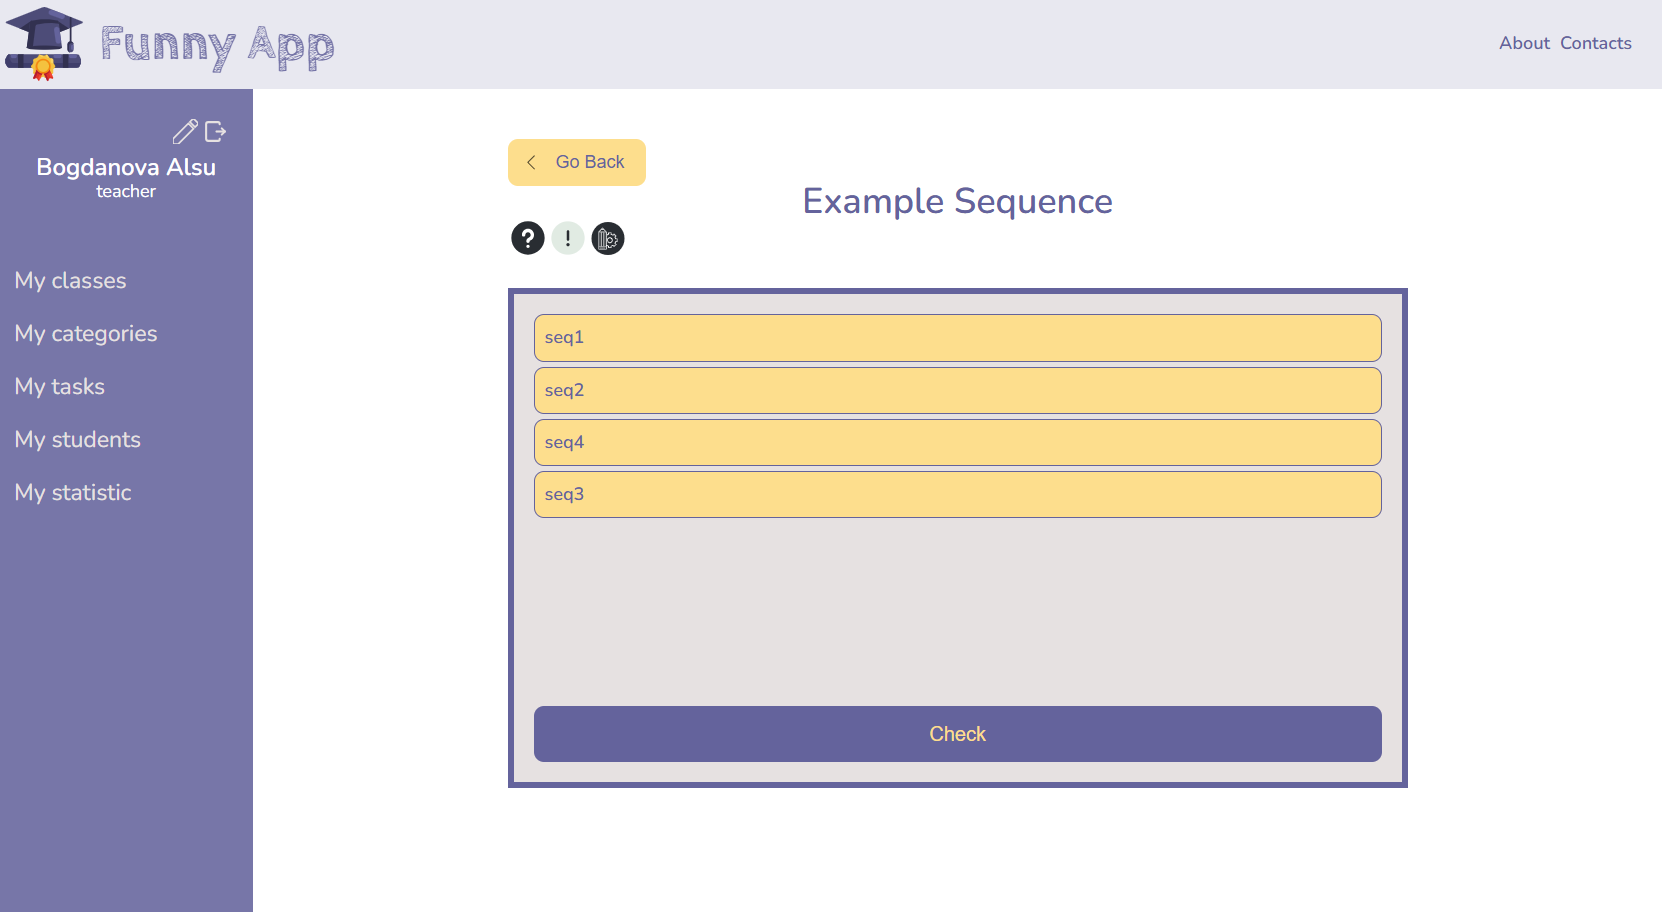 Funny App
About Contacts
Bogdanova Alsu
teacher
My classes
My categories
My tasks
My students
My statistic
Go Back
Example Sequence
?
!
seq1
seq2
seq4
seq3
Check